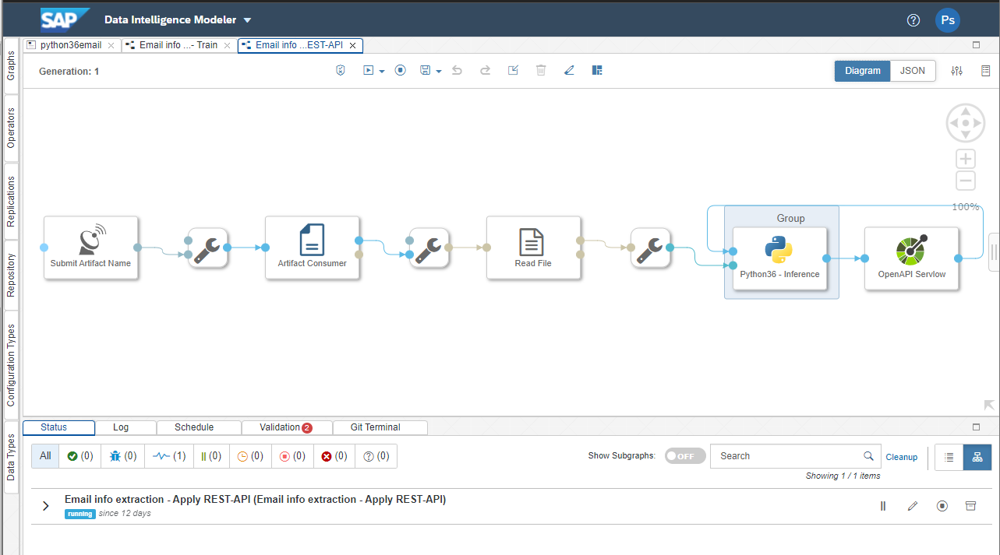 SAP
Data Intelligence Modeler
Ps
python36email
Email info ...- Train
Email info ...EST-API
Generation: 1
Diagram
JSON
Graphs
Operators
Replications
Repository
Configuration Types
Data Types
100%
Submit Artifact Name
Artifact Consumer
Read File
Group
Python36 - Inference
OpenAPI Servlow
Status
Log
Schedule
Validation 2
Git Terminal
All
(0)
(0)
(1)
(0)
(0)
(0)
(0)
(0)
Show Subgraphs:
OFF
Search
Cleanup
Showing 1 / 1 items
Email info extraction - Apply REST-API (Email info extraction - Apply REST-API)
running since 12 days